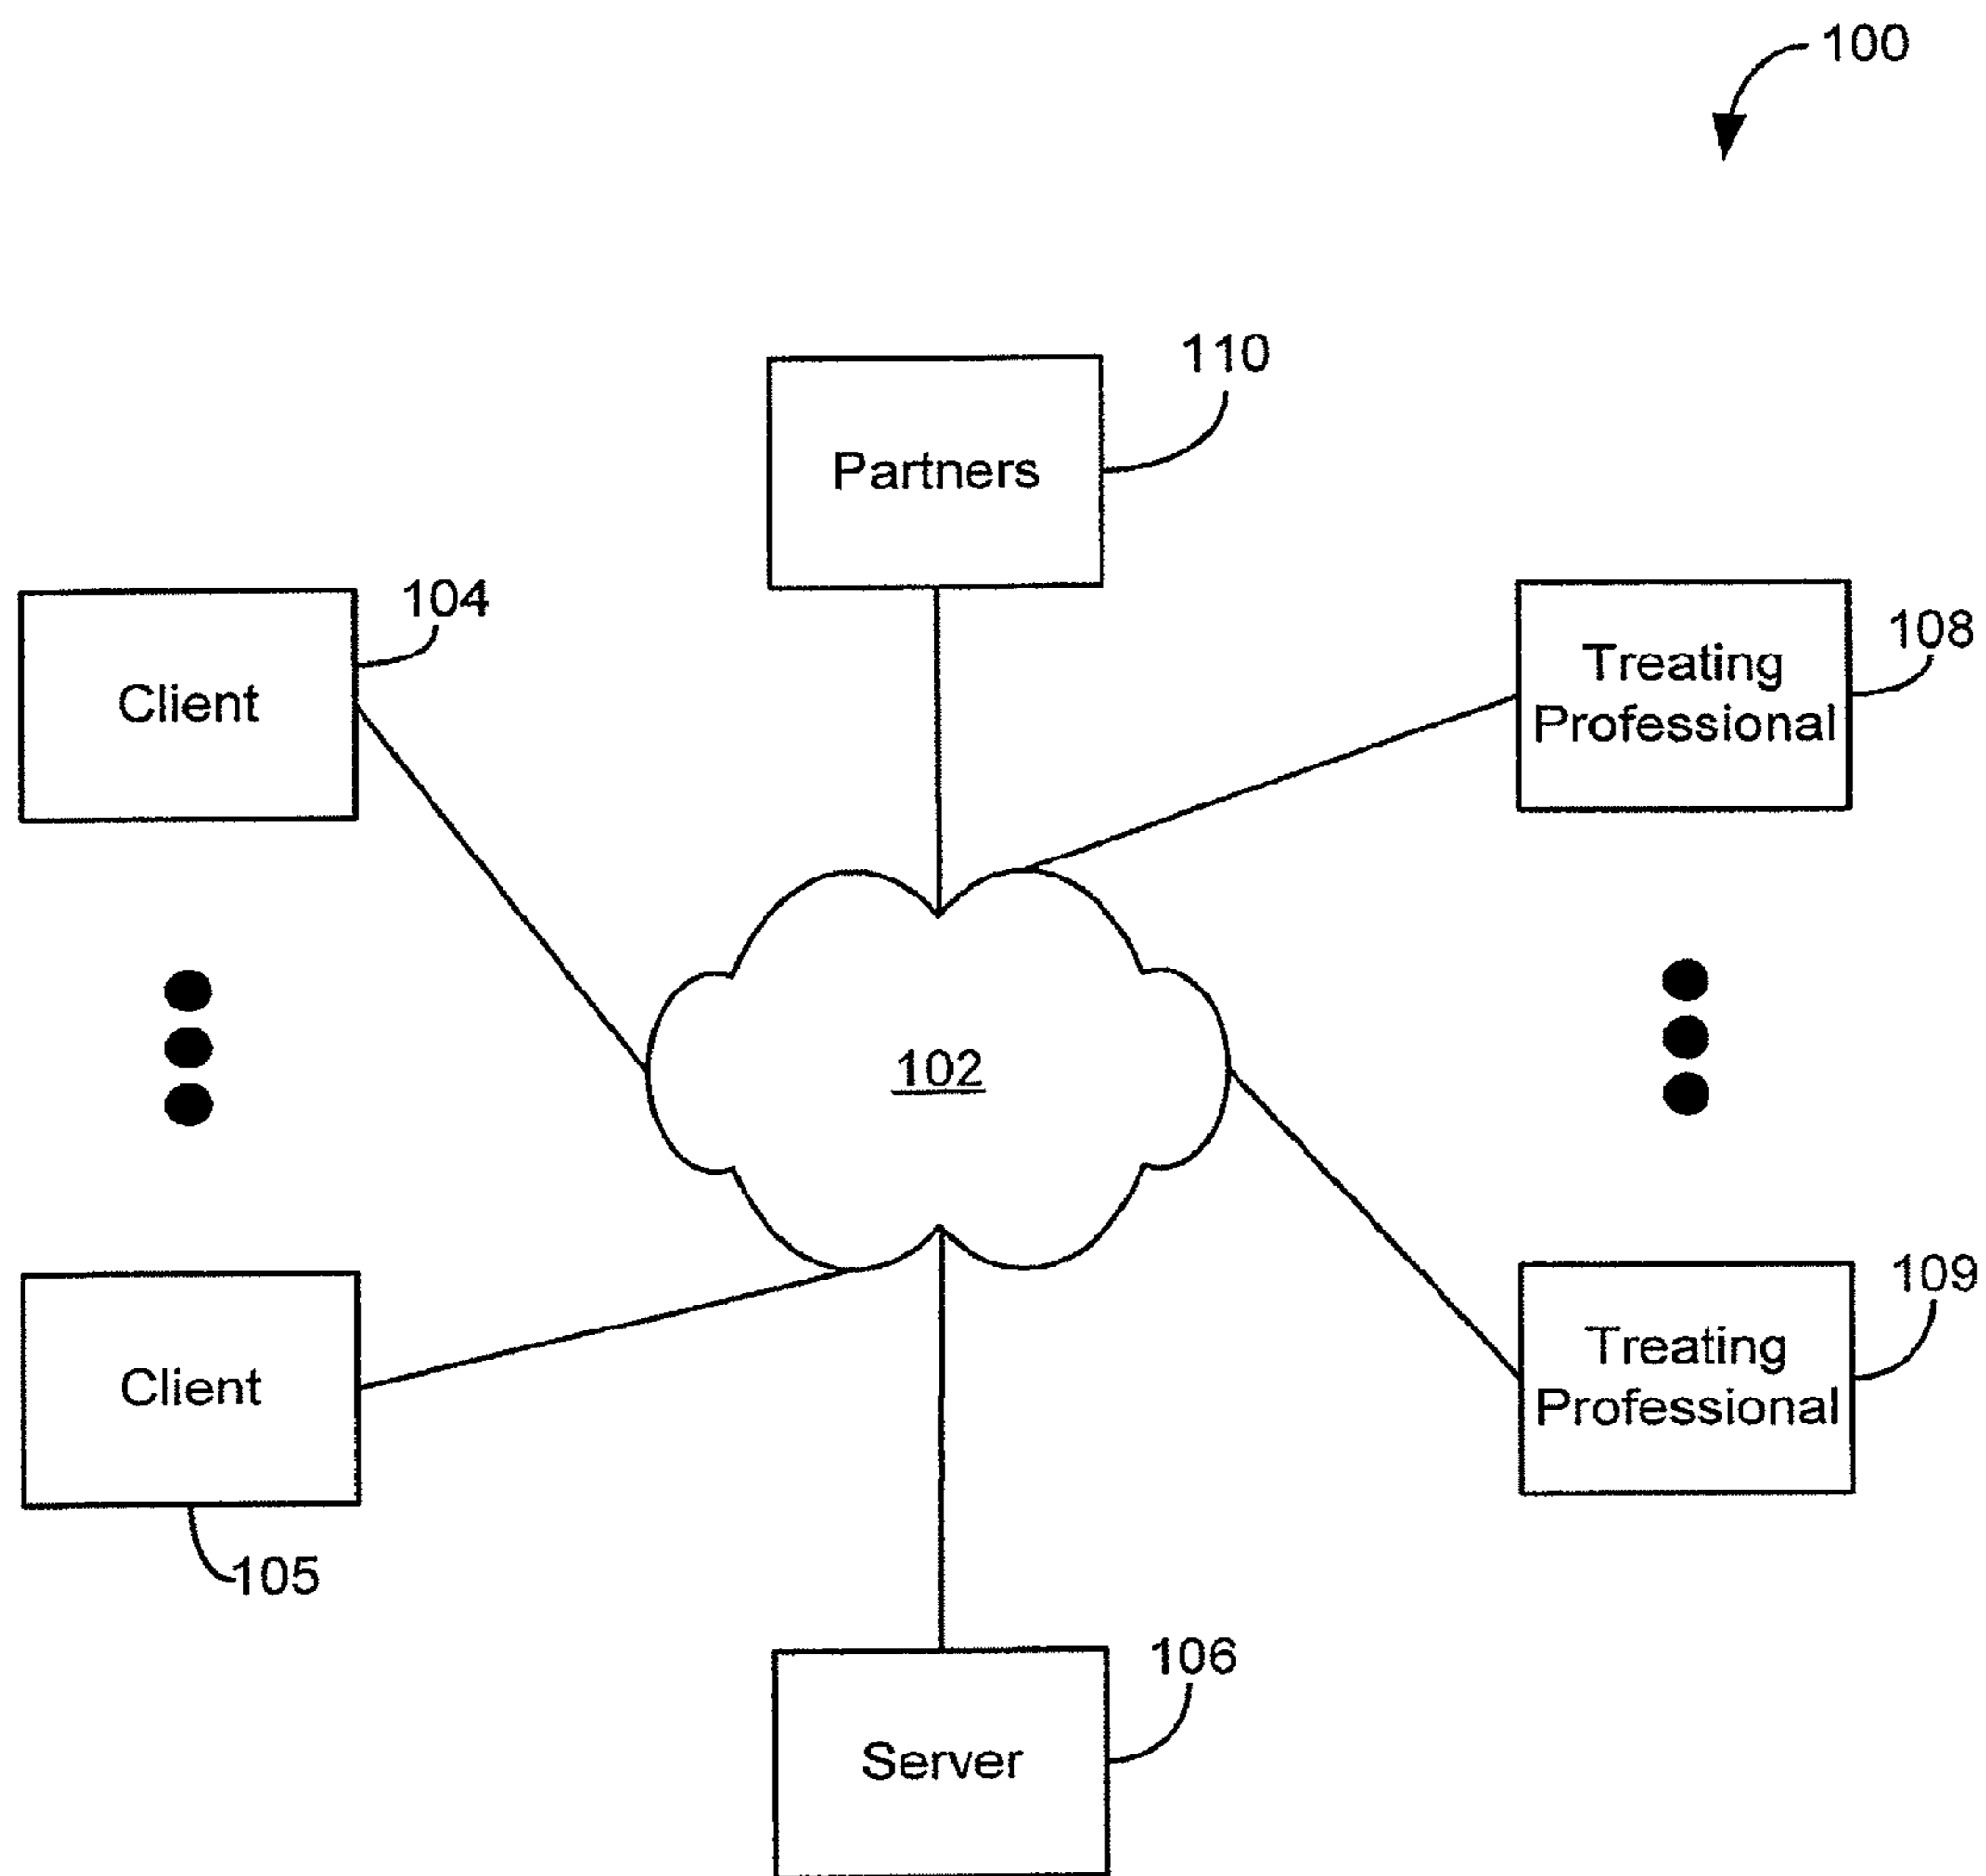 100
110
Partners
104
Client
108
Treating
Professional
102
Client
105
109
Treating
Professional
106
Server